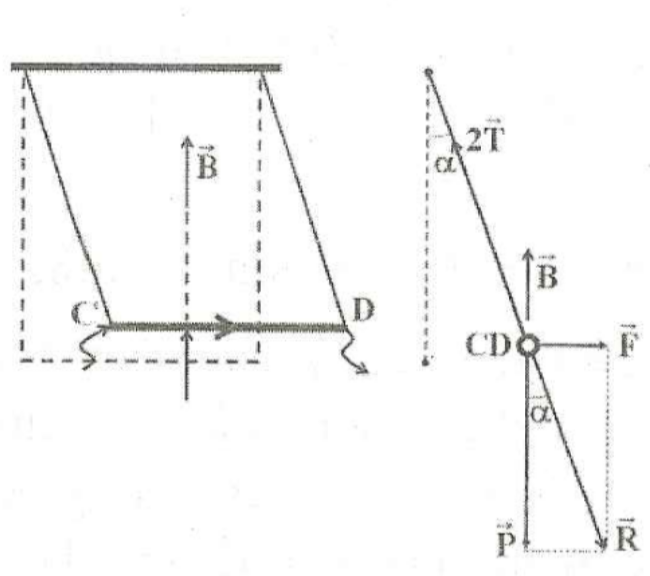 B⃗
C D
α 2T⃗
B⃗
CD F⃗
α
P⃗ R⃗